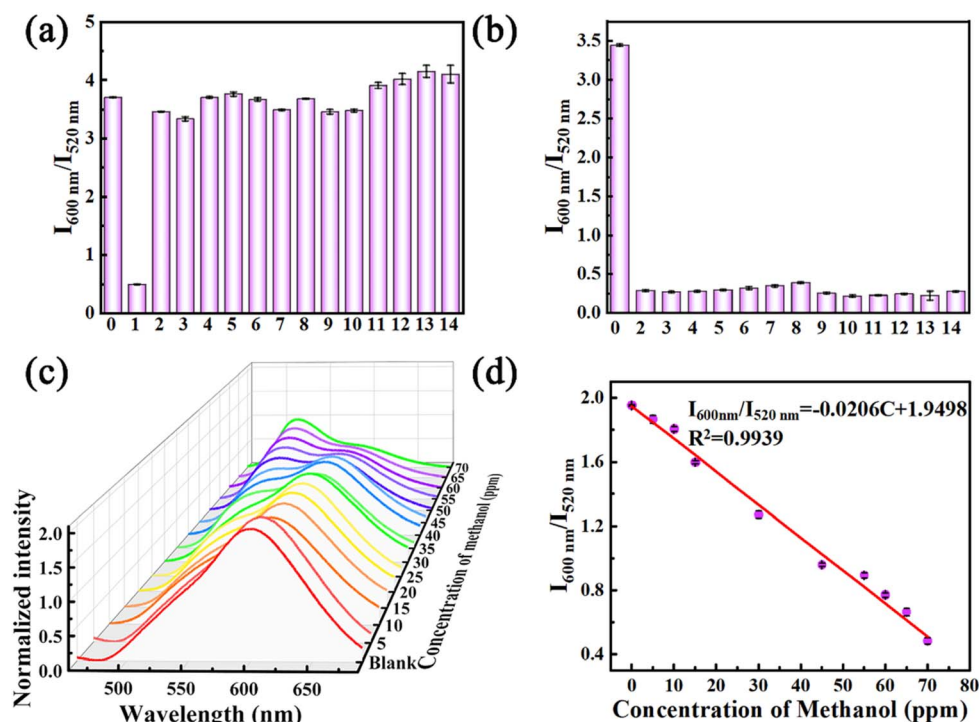 (a)
I600 nm/I520 nm
5
4
3
2
1
0
0 1 2 3 4 5 6 7 8 9 10 11 12 13 14
(b)
I600 nm/I520 nm
3.5
3.0
2.5
2.0
1.5
1.0
0.5
0.0
0 2 3 4 5 6 7 8 9 10 11 12 13 14
(c)
Normalized intensity
2.0
1.5
1.0
0.5
0.0
500 550 600 650
Wavelength (nm)
Blank
5
10
15
20
25
30
35
40
45
50
55
60
65
70
Concentration of methanol (ppm)
(d)
I600nm/I520 nm=-0.0206C+1.9498
R²=0.9939
I600 nm/I520 nm
2.0
1.6
1.2
0.8
0.4
0 10 20 30 40 50 60 70 80
Concentration of Methanol (ppm)